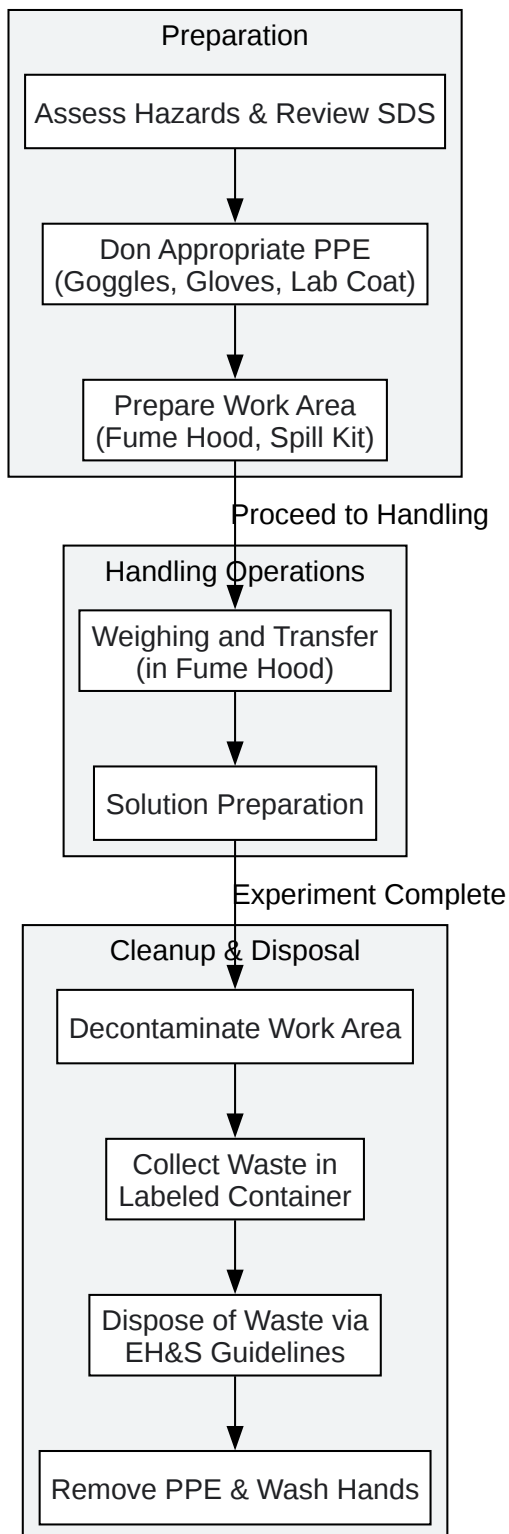 Preparation
Assess Hazards & Review SDS
Don Appropriate PPE
(Goggles, Gloves, Lab Coat)
Prepare Work Area
(Fume Hood, Spill Kit)
Proceed to Handling
Handling Operations
Weighing and Transfer
(in Fume Hood)
Solution Preparation
Experiment Complete
Cleanup & Disposal
Decontaminate Work Area
Collect Waste in
Labeled Container
Dispose of Waste via
EH&S Guidelines
Remove PPE & Wash Hands